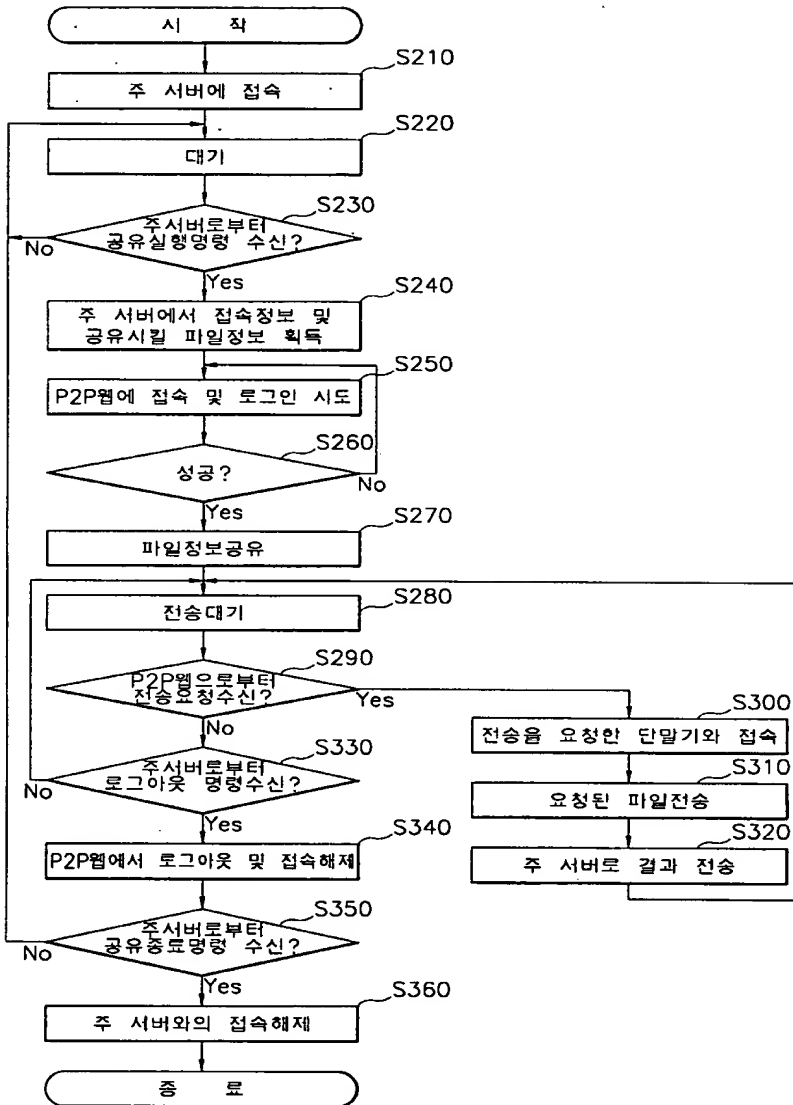 시 작
S210
주 서버에 접속
S220
대기
S230
주서버로부터
공유실행명령 수신?
No
Yes
S240
주 서버에서 접속정보 및
공유시킬 파일정보 획득
S250
P2P웹에 접속 및 로그인 시도
S260
성공?
No
Yes
S270
파일정보공유
S280
전송대기
S290
P2P웹으로부터
전송요청수신?
Yes
No
S300
전송을 요청한 단말기와 접속
S310
요청된 파일전송
S320
주 서버로 결과 전송
S330
주서버로부터
로그아웃 명령수신?
No
Yes
S340
P2P웹에서 로그아웃 및 접속해제
S350
주서버로부터
공유종료명령 수신?
No
Yes
S360
주 서버와의 접속해제
종 료